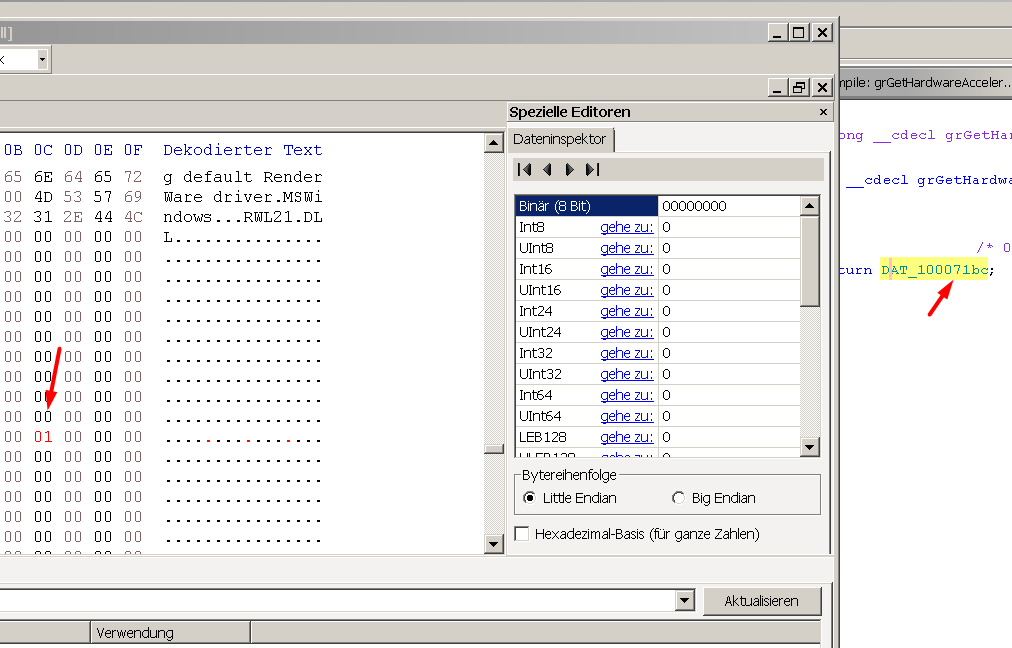 ll]
Spezielle Editoren
Dateninspektor
0B 0C 0D 0E 0F Dekodierter Text
65 6E 64 65 72 g default Render
00 4D 53 57 69 Ware driver.MSWi
32 31 2E 44 4C ndows...RWL21.DL
00 00 00 00 00 L...............
00 00 00 00 00 ................
00 00 00 00 00 ................
00 00 00 00 00 ................
00 00 00 00 00 ................
00 00 00 00 00 ................
00 00 00 00 00 ................
00 00 00 00 00 ................
00 00 00 00 00 ................
00 00 00 00 00 ................
00 01 00 00 00 ................
00 00 00 00 00 ................
00 00 00 00 00 ................
00 00 00 00 00 ................
00 00 00 00 00 ................
00 00 00 00 00 ................
Binär (8 Bit) 00000000
Int8 gehe zu: 0
UInt8 gehe zu: 0
Int16 gehe zu: 0
UInt16 gehe zu: 0
Int24 gehe zu: 0
UInt24 gehe zu: 0
Int32 gehe zu: 0
UInt32 gehe zu: 0
Int64 gehe zu: 0
UInt64 gehe zu: 0
LEB128 gehe zu: 0
Bytereihenfolge
Little Endian Big Endian
Hexadezimal-Basis (für ganze Zahlen)
Aktualisieren
Verwendung
mpile: grGetHardwareAcceler...
ong __cdecl grGetHar
__cdecl grGetHardwa
/* 0
turn DAT_100071bc;